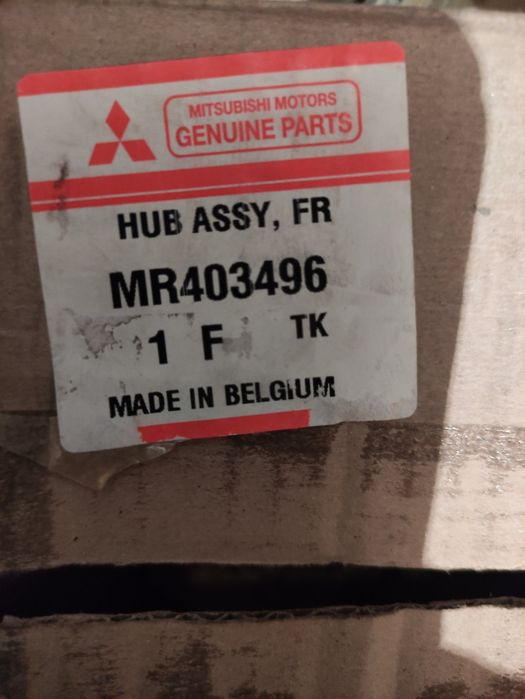 MITSUBISHI MOTORS
GENUINE PARTS
HUB ASSY, FR
MR403496
1 F TK
MADE IN BELGIUM